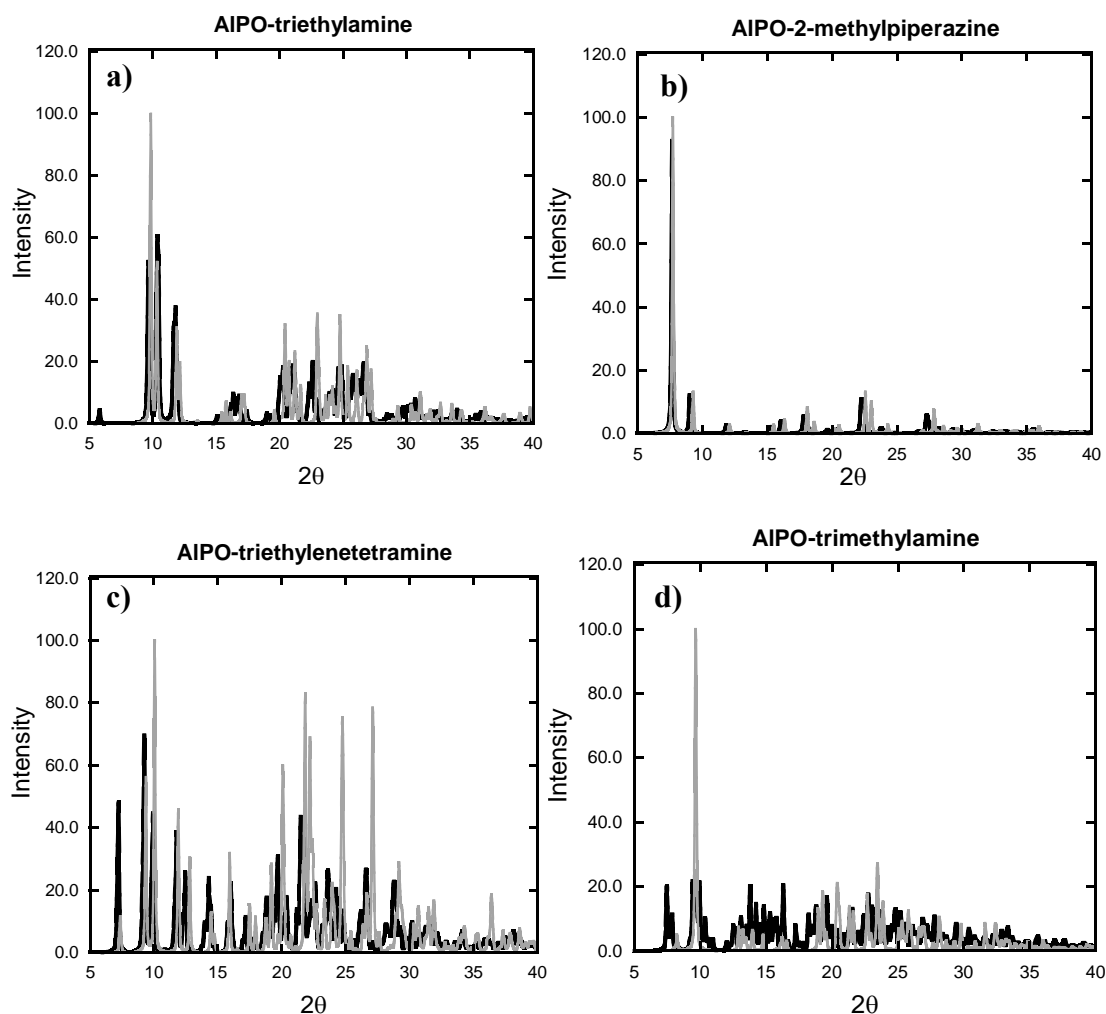 AlPO-triethylamine
a)
120.0
100.0
80.0
60.0
40.0
20.0
0.0
Intensity
5 10 15 20 25 30 35 40
2θ
AlPO-2-methylpiperazine
b)
120.0
100.0
80.0
60.0
40.0
20.0
0.0
Intensity
5 10 15 20 25 30 35 40
2θ
AlPO-triethylenetetramine
c)
120.0
100.0
80.0
60.0
40.0
20.0
0.0
Intensity
5 10 15 20 25 30 35 40
2θ
AlPO-trimethylamine
d)
120.0
100.0
80.0
60.0
40.0
20.0
0.0
Intensity
5 10 15 20 25 30 35 40
2θ